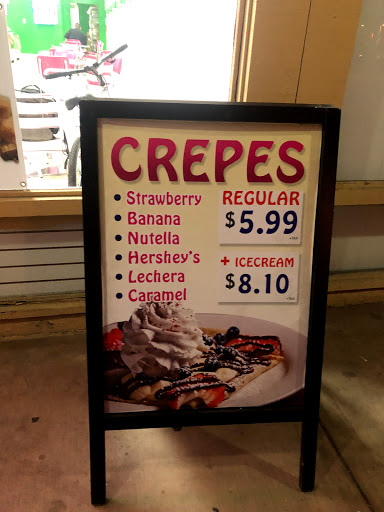 CREPES
• Strawberry
• Banana
• Nutella
• Hershey's
• Lechera
• Caramel
REGULAR
$5.99
+ ICECREAM
$8.10